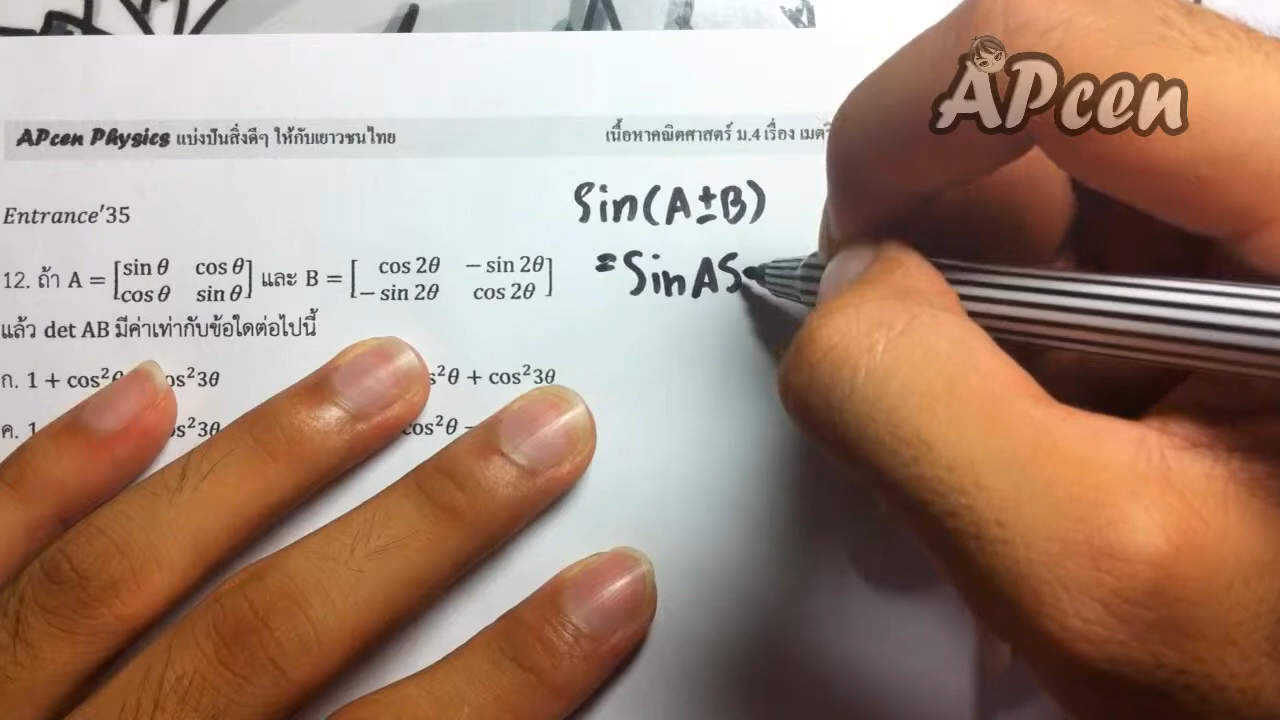 APcen
APcen Physics แบ่งปันสิ่งดีๆ ให้กับเยาวชนไทย
เนื้อหาคณิตศาสตร์ ม.4 เรื่อง
Entrance'35
sin(A±B)
= sinAS
12. ถ้า A = [sin θ cos θ; cos θ sin θ] และ B = [cos 2θ − sin 2θ; − sin 2θ cos 2θ]
แล้ว det AB มีค่าเท่ากับข้อใดต่อไปนี้
ก. 1 + cos²θ os²3θ s²θ + cos²3θ
ค. 1 os²3θ cos²θ −